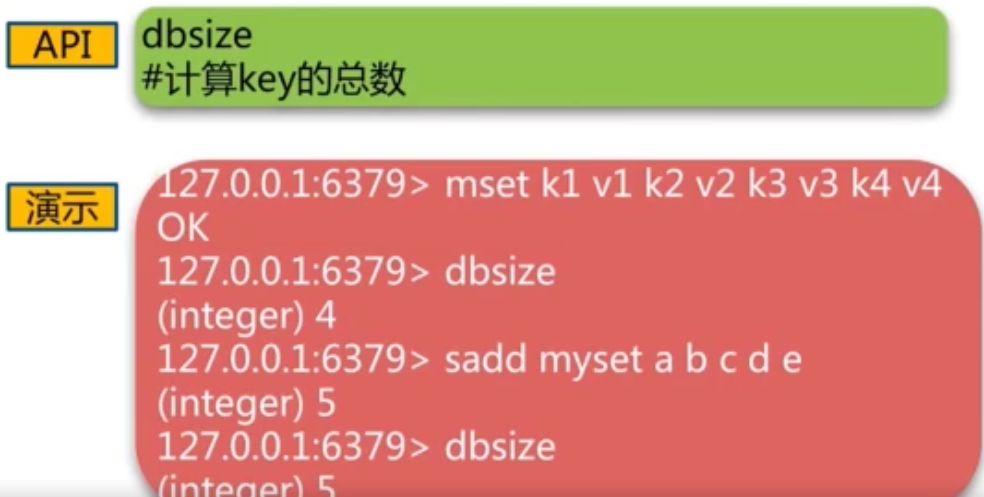 API
dbsize
#计算key的总数
演示
127.0.0.1:6379> mset k1 v1 k2 v2 k3 v3 k4 v4
OK
127.0.0.1:6379> dbsize
(integer) 4
127.0.0.1:6379> sadd myset a b c d e
(integer) 5
127.0.0.1:6379> dbsize
(integer) 5